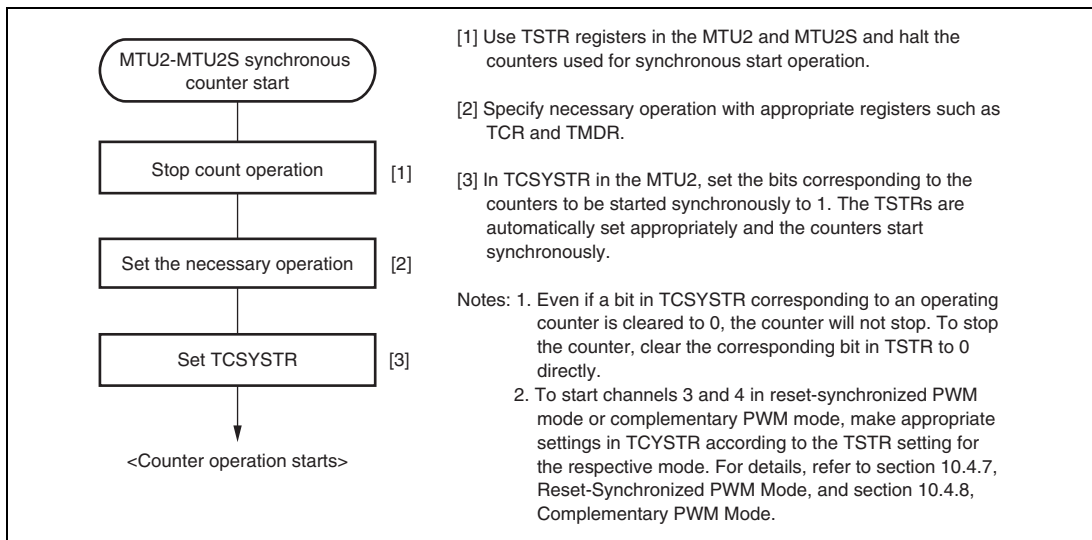 MTU2-MTU2S synchronous
counter start
Stop count operation
[1]
Set the necessary operation
[2]
Set TCSYSTR
[3]
<Counter operation starts>
[1] Use TSTR registers in the MTU2 and MTU2S and halt the
counters used for synchronous start operation.
[2] Specify necessary operation with appropriate registers such as
TCR and TMDR.
[3] In TCSYSTR in the MTU2, set the bits corresponding to the
counters to be started synchronously to 1. The TSTRs are
automatically set appropriately and the counters start
synchronously.
Notes: 1. Even if a bit in TCSYSTR corresponding to an operating
counter is cleared to 0, the counter will not stop. To stop
the counter, clear the corresponding bit in TSTR to 0
directly.
2. To start channels 3 and 4 in reset-synchronized PWM
mode or complementary PWM mode, make appropriate
settings in TCYSTR according to the TSTR setting for
the respective mode. For details, refer to section 10.4.7,
Reset-Synchronized PWM Mode, and section 10.4.8,
Complementary PWM Mode.